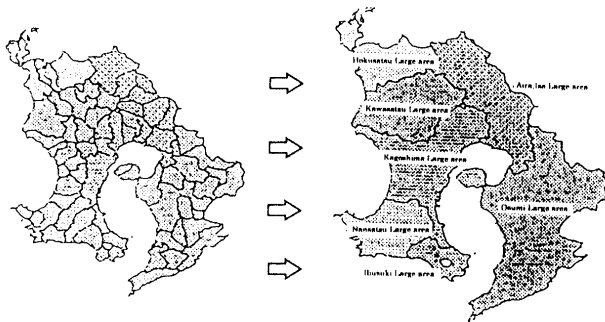 Hokusatsu Large area
Aira,Isa Large area
Kawasatsu Large area
Kagoshima Large area
Osumi Large area
Nansatsu Large area
Ibusuki Large area